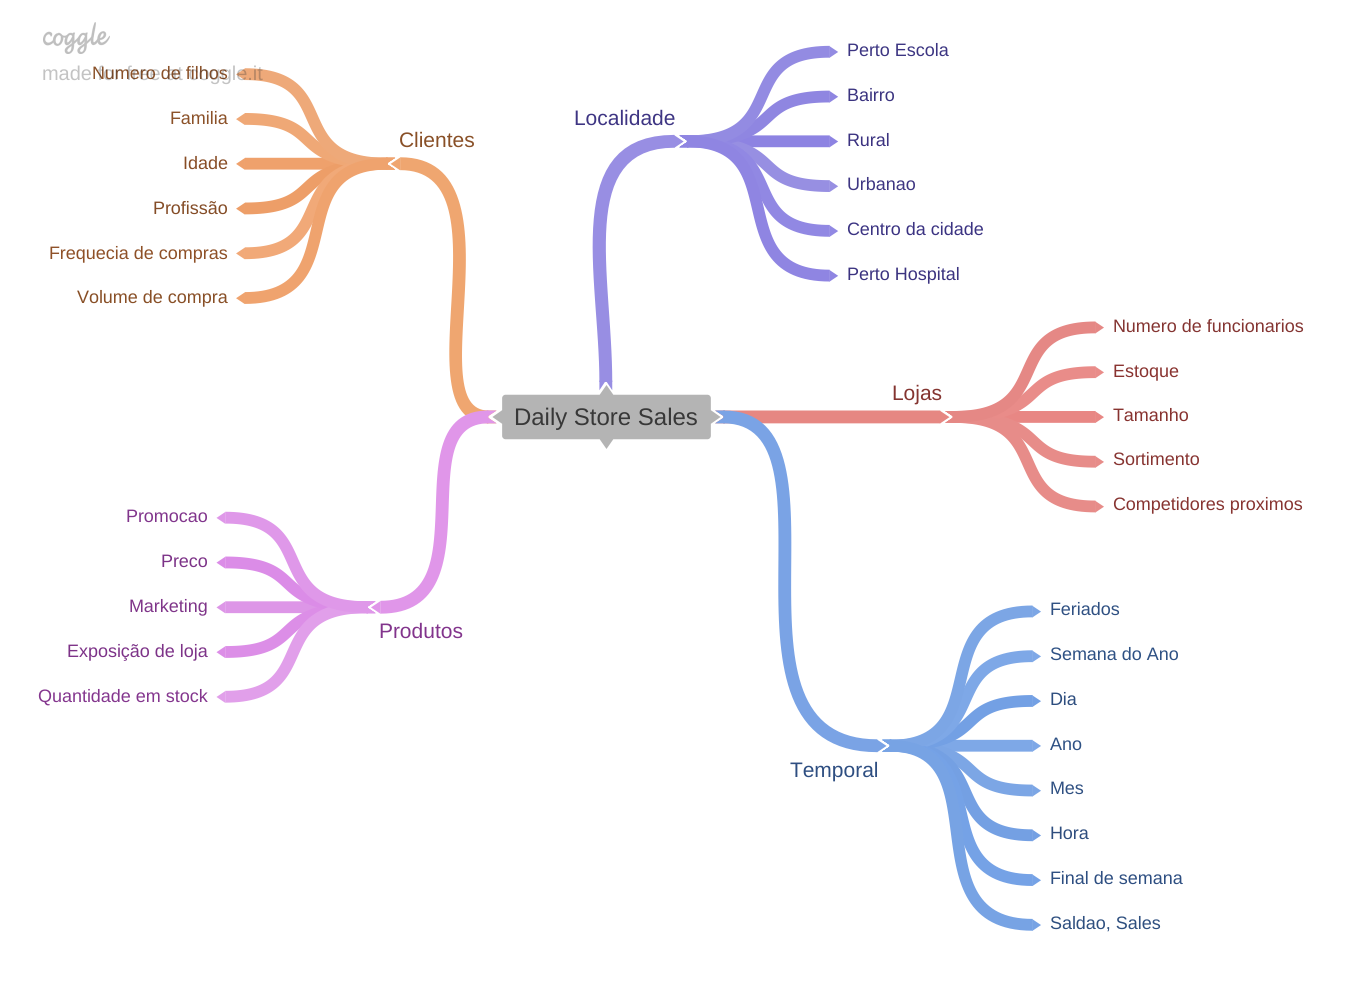 coggle
made for free at coggle.it
Numero de filhos
Familia
Idade
Profissão
Frequecia de compras
Volume de compra
Clientes
Localidade
Perto Escola
Bairro
Rural
Urbanao
Centro da cidade
Perto Hospital
Daily Store Sales
Lojas
Numero de funcionarios
Estoque
Tamanho
Sortimento
Competidores proximos
Promocao
Preco
Marketing
Exposição de loja
Quantidade em stock
Produtos
Temporal
Feriados
Semana do Ano
Dia
Ano
Mes
Hora
Final de semana
Saldao, Sales